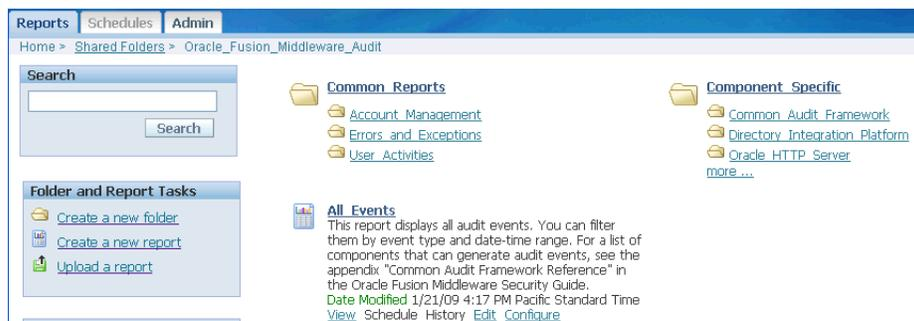 Reports Schedules Admin
Home > Shared Folders > Oracle_Fusion_Middleware_Audit
Search
Search
Folder and Report Tasks
Create a new folder
Create a new report
Upload a report
Common_Reports
Account_Management
Errors_and_Exceptions
User_Activities
Component_Specific
Common_Audit_Framework
Directory_Integration_Platform
Oracle_HTTP_Server
more ...
All_Events
This report displays all audit events. You can filter
them by event type and date-time range. For a list of
components that can generate audit events, see the
appendix "Common Audit Framework Reference" in
the Oracle Fusion Middleware Security Guide.
Date Modified 1/21/09 4:17 PM Pacific Standard Time
View Schedule History Edit Configure